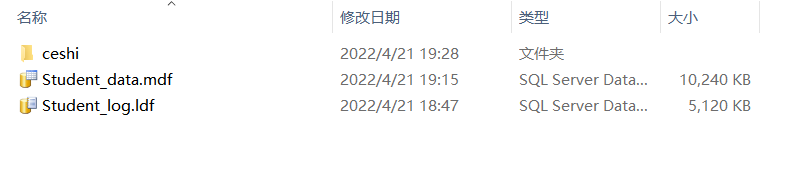 名称 修改日期 类型 大小
ceshi 2022/4/21 19:28 文件夹
Student_data.mdf 2022/4/21 19:15 SQL Server Data... 10,240 KB
Student_log.ldf 2022/4/21 18:47 SQL Server Data... 5,120 KB